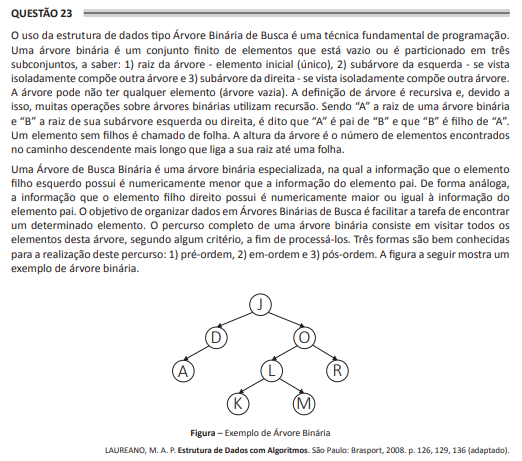 QUESTÃO 23
O uso da estrutura de dados tipo Árvore Binária de Busca é uma técnica fundamental de programação.
Uma árvore binária é um conjunto finito de elementos que está vazio ou é particionado em três
subconjuntos, a saber: 1) raiz da árvore - elemento inicial (único), 2) subárvore da esquerda - se vista
isoladamente compõe outra árvore e 3) subárvore da direita - se vista isoladamente compõe outra árvore.
A árvore pode não ter qualquer elemento (árvore vazia). A definição de árvore é recursiva e, devido a
isso, muitas operações sobre árvores binárias utilizam recursão. Sendo “A” a raiz de uma árvore binária
e “B” a raiz de sua subárvore esquerda ou direita, é dito que “A” é pai de “B” e que “B” é filho de “A”.
Um elemento sem filhos é chamado de folha. A altura da árvore é o número de elementos encontrados
no caminho descendente mais longo que liga a sua raiz até uma folha.
Uma Árvore de Busca Binária é uma árvore binária especializada, na qual a informação que o elemento
filho esquerdo possui é numericamente menor que a informação do elemento pai. De forma análoga,
a informação que o elemento filho direito possui é numericamente maior ou igual à informação do
elemento pai. O objetivo de organizar dados em Árvores Binárias de Busca é facilitar a tarefa de encontrar
um determinado elemento. O percurso completo de uma árvore binária consiste em visitar todos os
elementos desta árvore, segundo algum critério, a fim de processá-los. Três formas são bem conhecidas
para a realização deste percurso: 1) pré-ordem, 2) em-ordem e 3) pós-ordem. A figura a seguir mostra um
exemplo de árvore binária.
J
D O
A L R
K M
Figura – Exemplo de Árvore Binária
LAUREANO, M. A. P. Estrutura de Dados com Algoritmos. São Paulo: Brasport, 2008. p. 126, 129, 136 (adaptado).